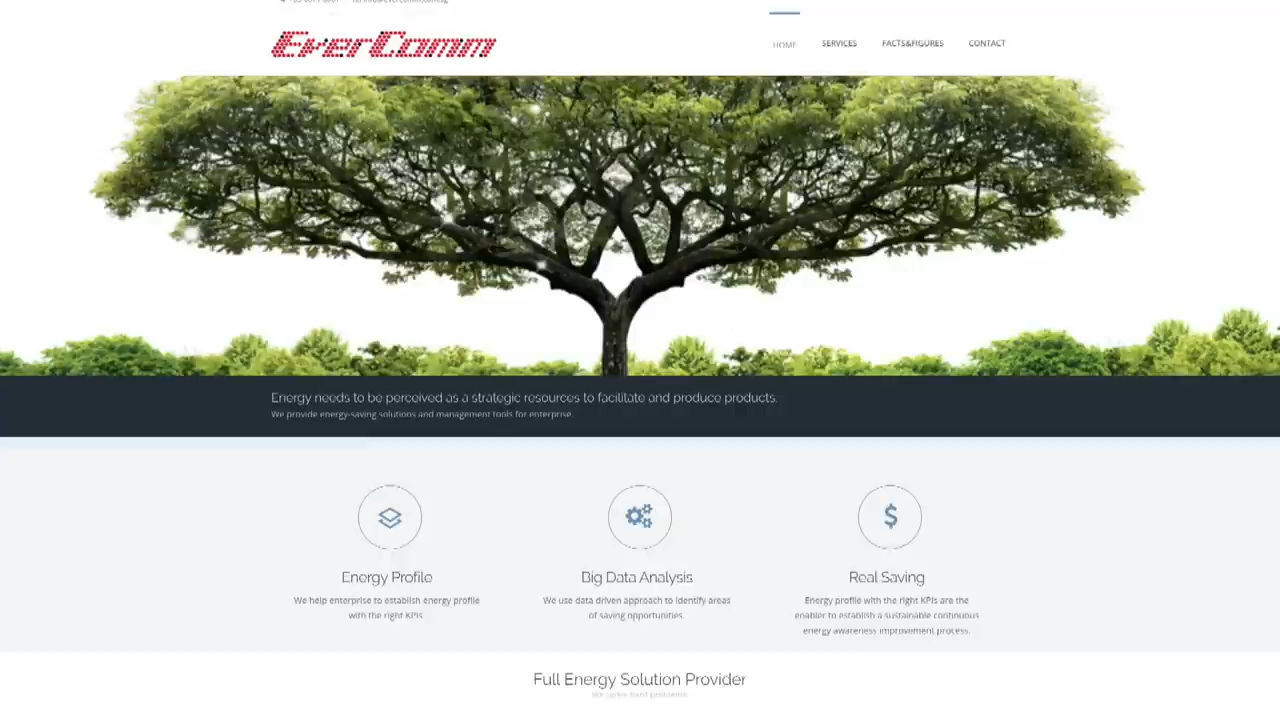 EverComm
HOME SERVICES FACTS&FIGURES CONTACT
Energy needs to be perceived as a strategic resources to facilitate and produce products.
We provide energy-saving solutions and management tools for enterprise.
Energy Profile
We help enterprise to establish energy profile
with the right KPIs.
Big Data Analysis
We use data driven approach to identify areas
of saving opportunities.
Real Saving
Energy profile with the right KPIs are the
enabler to establish a sustainable continuous
energy awareness improvement process.
Full Energy Solution Provider